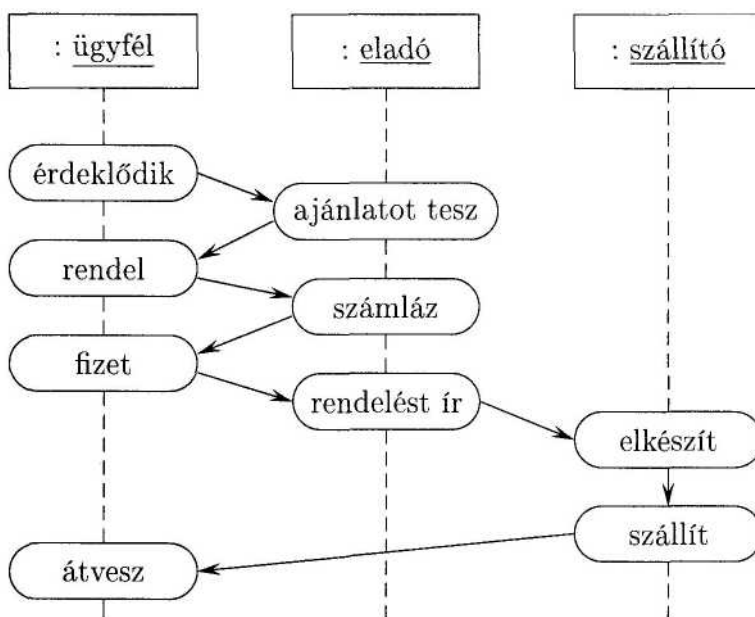 : ügyfél
: eladó
: szállító
érdeklődik
ajánlatot tesz
rendel
számláz
fizet
rendelést ír
elkészít
szállít
átvesz